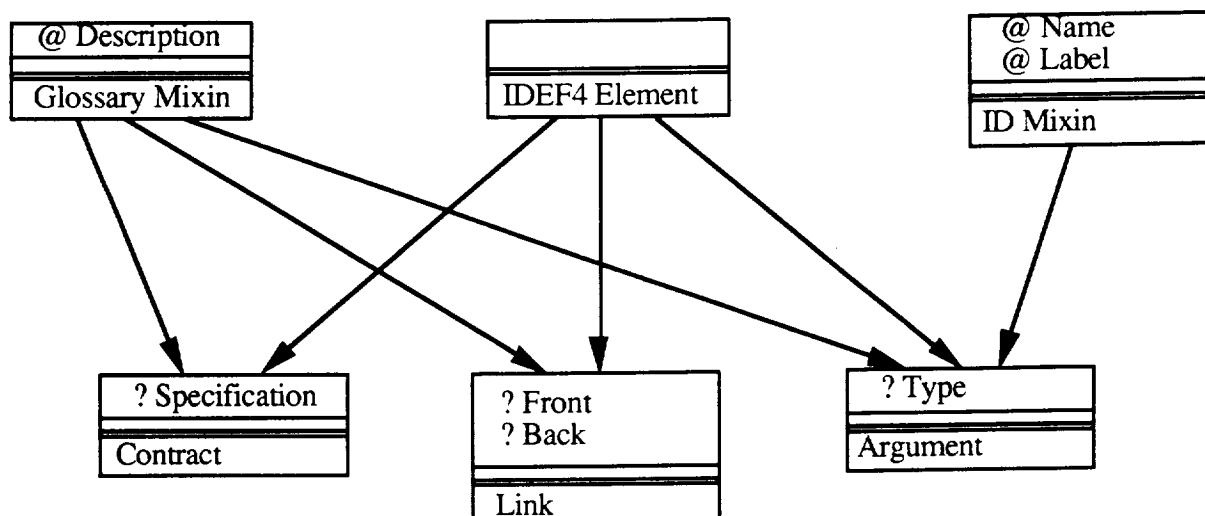 @ Description
Glossary Mixin
IDEF4 Element
@ Name
@ Label
ID Mixin
? Specification
Contract
? Front
? Back
Link
? Type
Argument